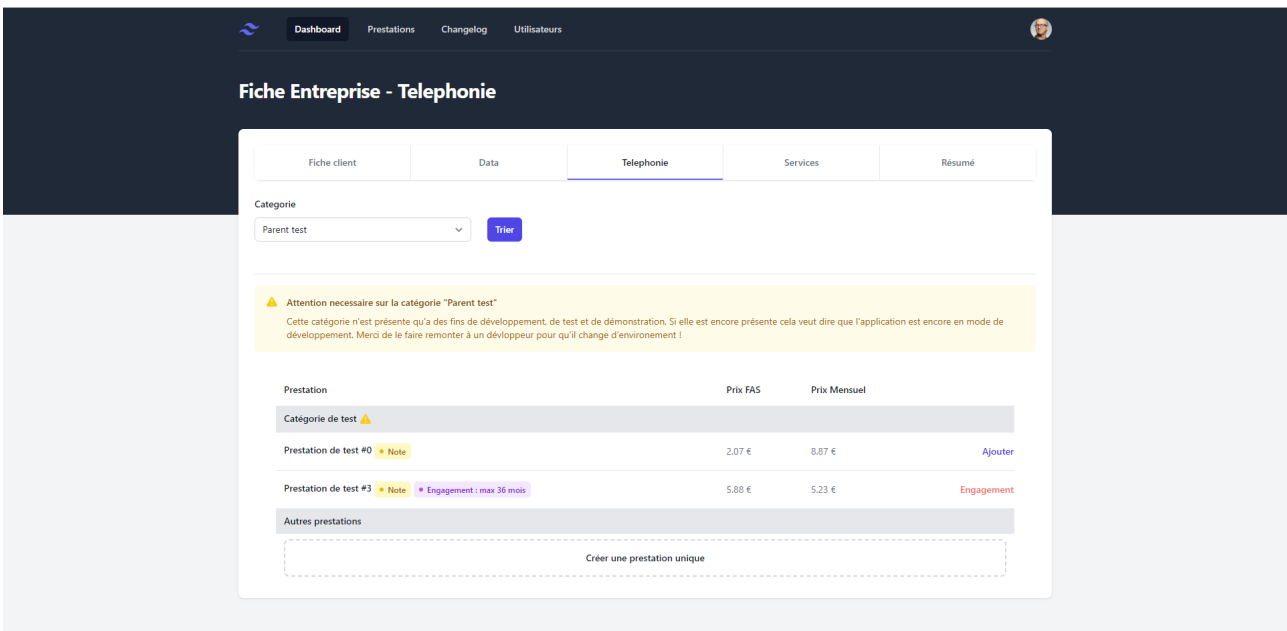 Dashboard Prestations Changelog Utilisateurs
Fiche Entreprise - Telephonie
Fiche client Data Telephonie Services Résumé
Categorie
Parent test Trier
Attention necessaire sur la catégorie "Parent test"
Cette catégorie n'est présente qu'a des fins de développement, de test et de démonstration. Si elle est encore présente cela veut dire que l'application est encore en mode de
développement. Merci de le faire remonter à un dévloppeur pour qu'il change d'environement !
Prestation Prix FAS Prix Mensuel
Catégorie de test
Prestation de test #0 Note 2.07 € 8.87 € Ajouter
Prestation de test #3 Note Engagement : max 36 mois 5.88 € 5.23 € Engagement
Autres prestations
Créer une prestation unique